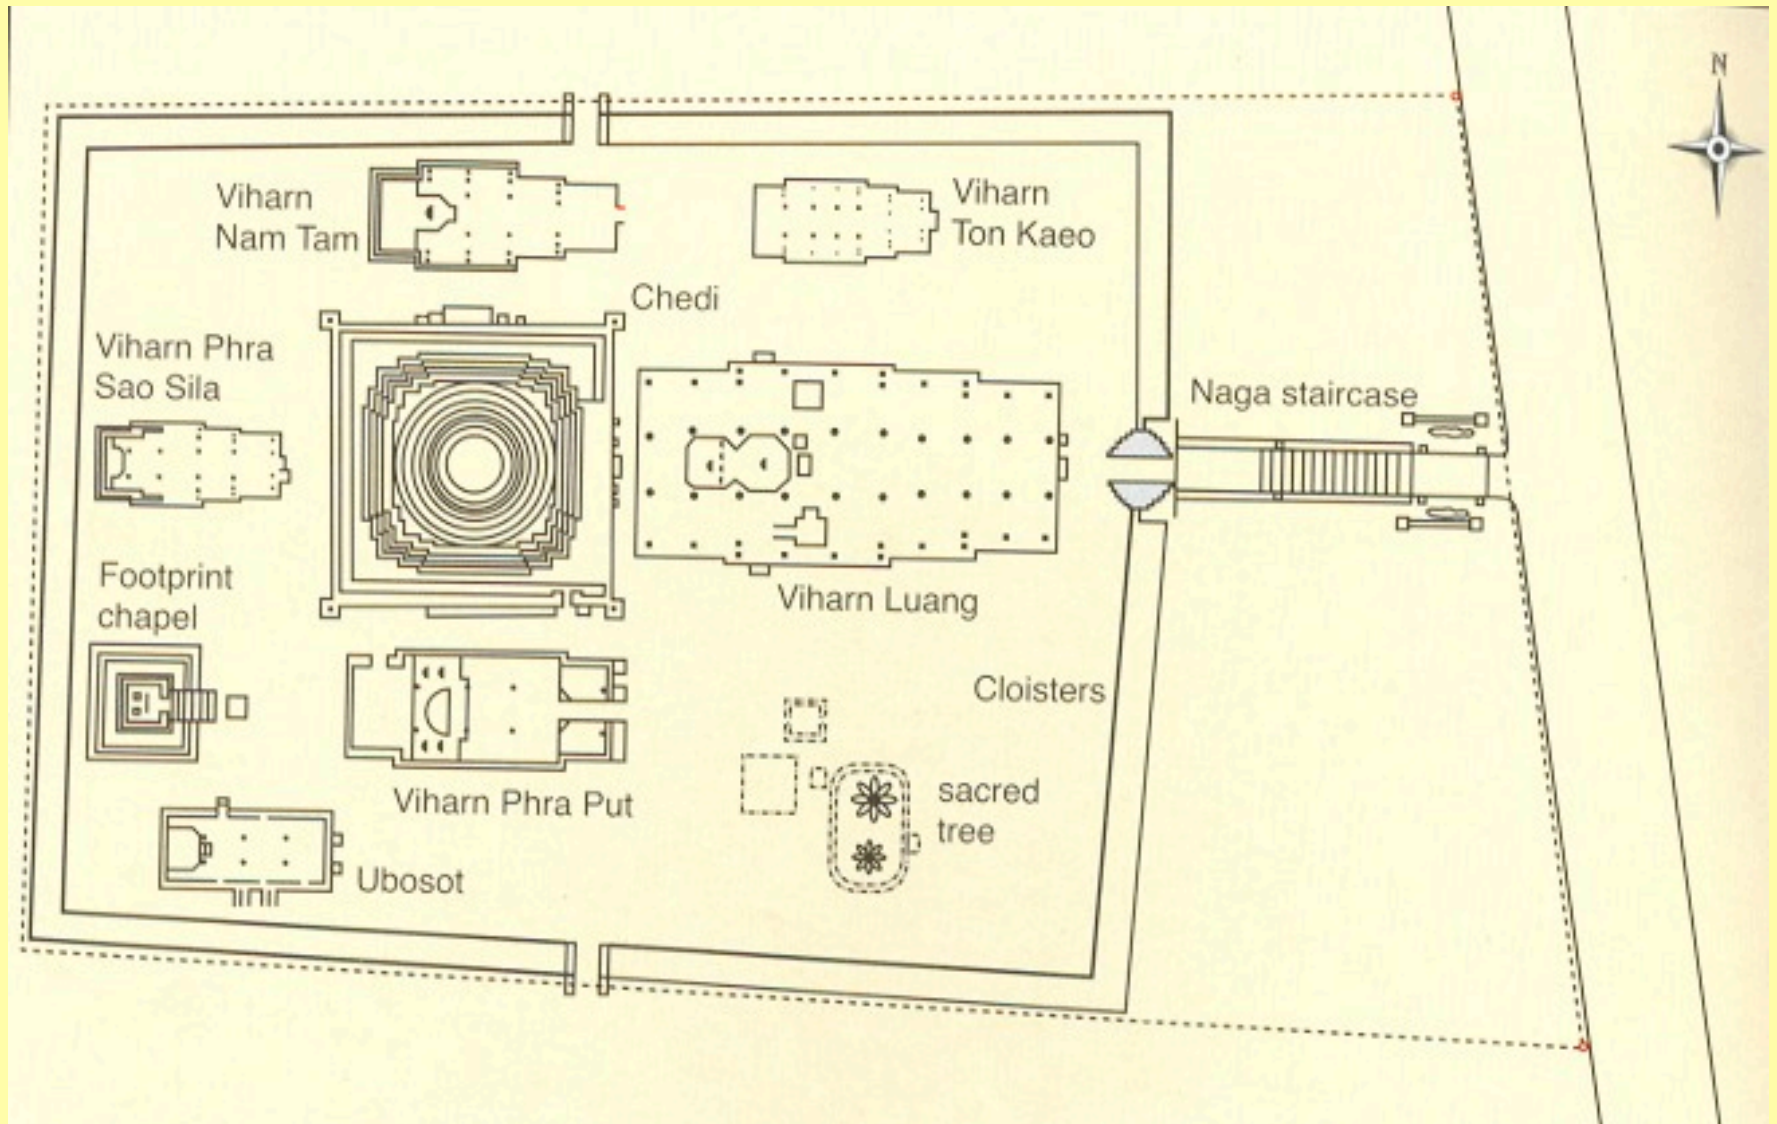 N
Viharn
Nam Tam
Viharn
Ton Kaeo
Chedi
Viharn Phra
Sao Sila
Naga staircase
Footprint
chapel
Viharn Luang
Cloisters
Viharn Phra Put
sacred
tree
Ubosot